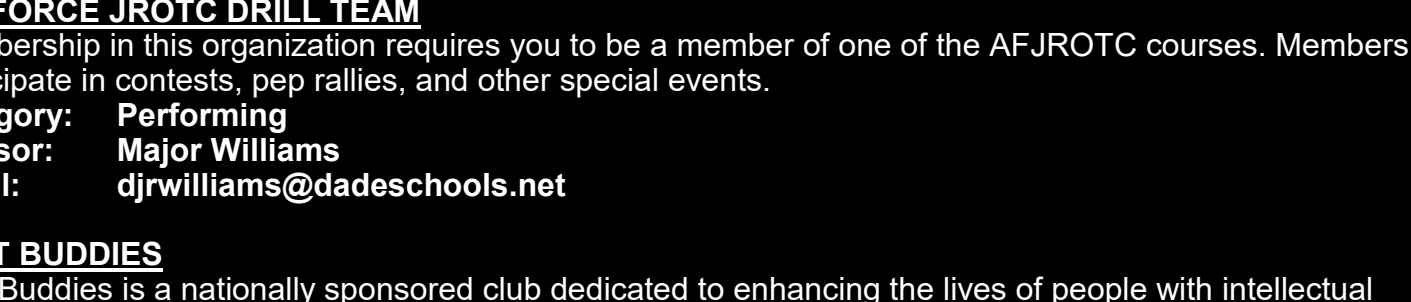 FORCE JROTC DRILL TEAM
bership in this organization requires you to be a member of one of the AFJROTC courses. Members
cipate in contests, pep rallies, and other special events.
gory: Performing
sor: Major Williams
l: djrwilliams@dadeschools.net
T BUDDIES
Buddies is a nationally sponsored club dedicated to enhancing the lives of people with intellectual